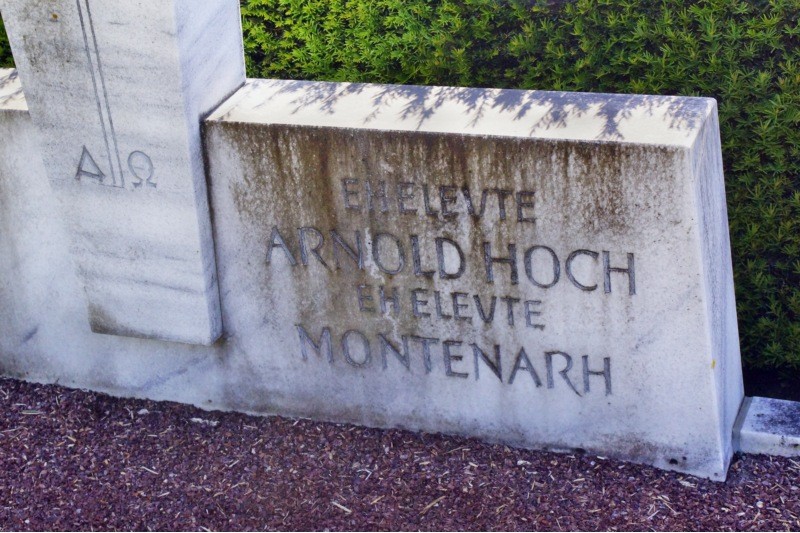 Α Ω
EHELEVTE
ARNOLD HOCH
EHELEVTE
MONTENARH